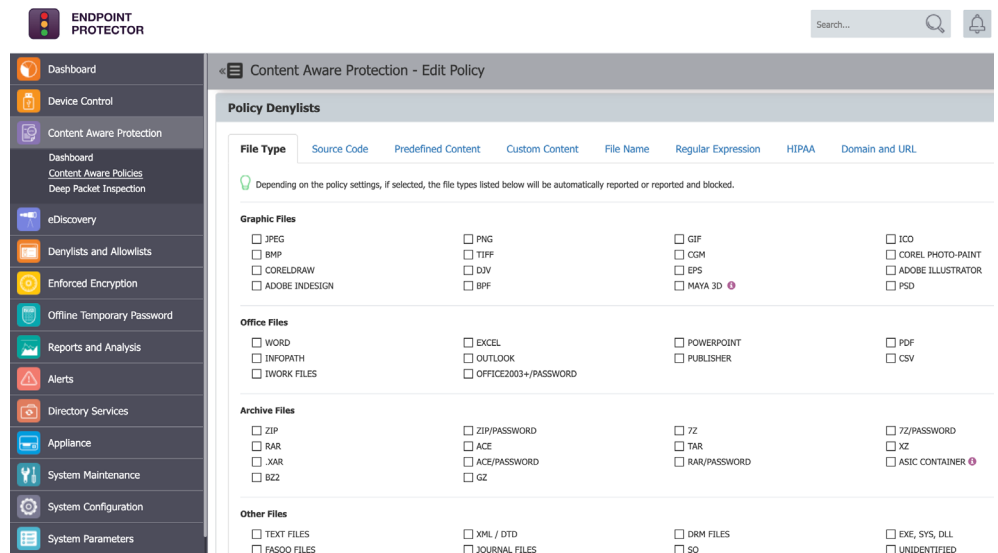 ENDPOINT
PROTECTOR
Search...
Dashboard
Device Control
Content Aware Protection
Dashboard
Content Aware Policies
Deep Packet Inspection
eDiscovery
Denylists and Allowlists
Enforced Encryption
Offline Temporary Password
Reports and Analysis
Alerts
Directory Services
Appliance
System Maintenance
System Configuration
System Parameters
« Content Aware Protection - Edit Policy
Policy Denylists
File Type Source Code Predefined Content Custom Content File Name Regular Expression HIPAA Domain and URL
Depending on the policy settings, if selected, the file types listed below will be automatically reported or reported and blocked.
Graphic Files
JPEG PNG GIF ICO
BMP TIFF CGM COREL PHOTO-PAINT
CORELDRAW DJV EPS ADOBE ILLUSTRATOR
ADOBE INDESIGN BPF MAYA 3D PSD
Office Files
WORD EXCEL POWERPOINT PDF
INFOPATH OUTLOOK PUBLISHER CSV
IWORK FILES OFFICE2003+/PASSWORD
Archive Files
ZIP ZIP/PASSWORD 7Z 7Z/PASSWORD
RAR ACE TAR XZ
.XAR ACE/PASSWORD RAR/PASSWORD ASIC CONTAINER
BZ2 GZ
Other Files
TEXT FILES XML / DTD DRM FILES EXE, SYS, DLL
FASOO FILES JOURNAL FILES SO UNIDENTIFIED